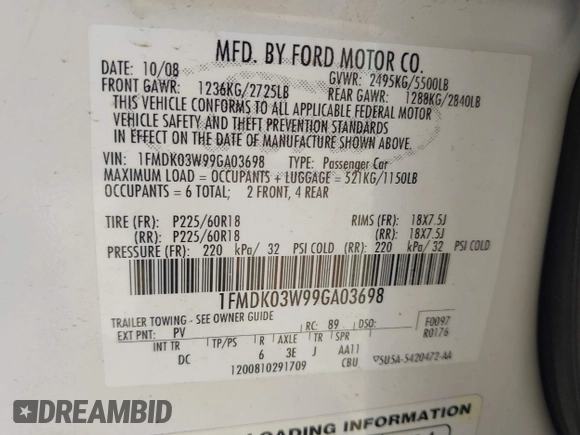 MFD. BY FORD MOTOR CO.
DATE: 10/08 GVWR: 2495KG/5500LB
FRONT GAWR: 1236KG/2725LB REAR GAWR: 1288KG/2840LB
THIS VEHICLE CONFORMS TO ALL APPLICABLE FEDERAL MOTOR
VEHICLE SAFETY AND THEFT PREVENTION STANDARDS
IN EFFECT ON THE DATE OF MANUFACTURE SHOWN ABOVE.
VIN: 1FMDK03W99GA03698 TYPE: Passenger Car
MAXIMUM LOAD = OCCUPANTS + LUGGAGE = 521KG/1150LB
OCCUPANTS = 6 TOTAL; 2 FRONT, 4 REAR
TIRE (FR): P225/60R18 RIMS (FR): 18X7.5J
(RR): P225/60R18 (RR): 18X7.5J
PRESSURE (FR): 220 kPa/ 32 PSI COLD (RR): 220 kPa/ 32 PSI COLD
1FMDK03W99GA03698
TRAILER TOWING - SEE OWNER GUIDE
EXT PNT: PV RC: 89 DSO: F0097
R0176
INT TR TP/PS R AXLE TR SPR
DC 6 3E J AA11
1200810291709 CBU 5U5A-5420472-AA
LOADING INFORMATION
DREAMBID